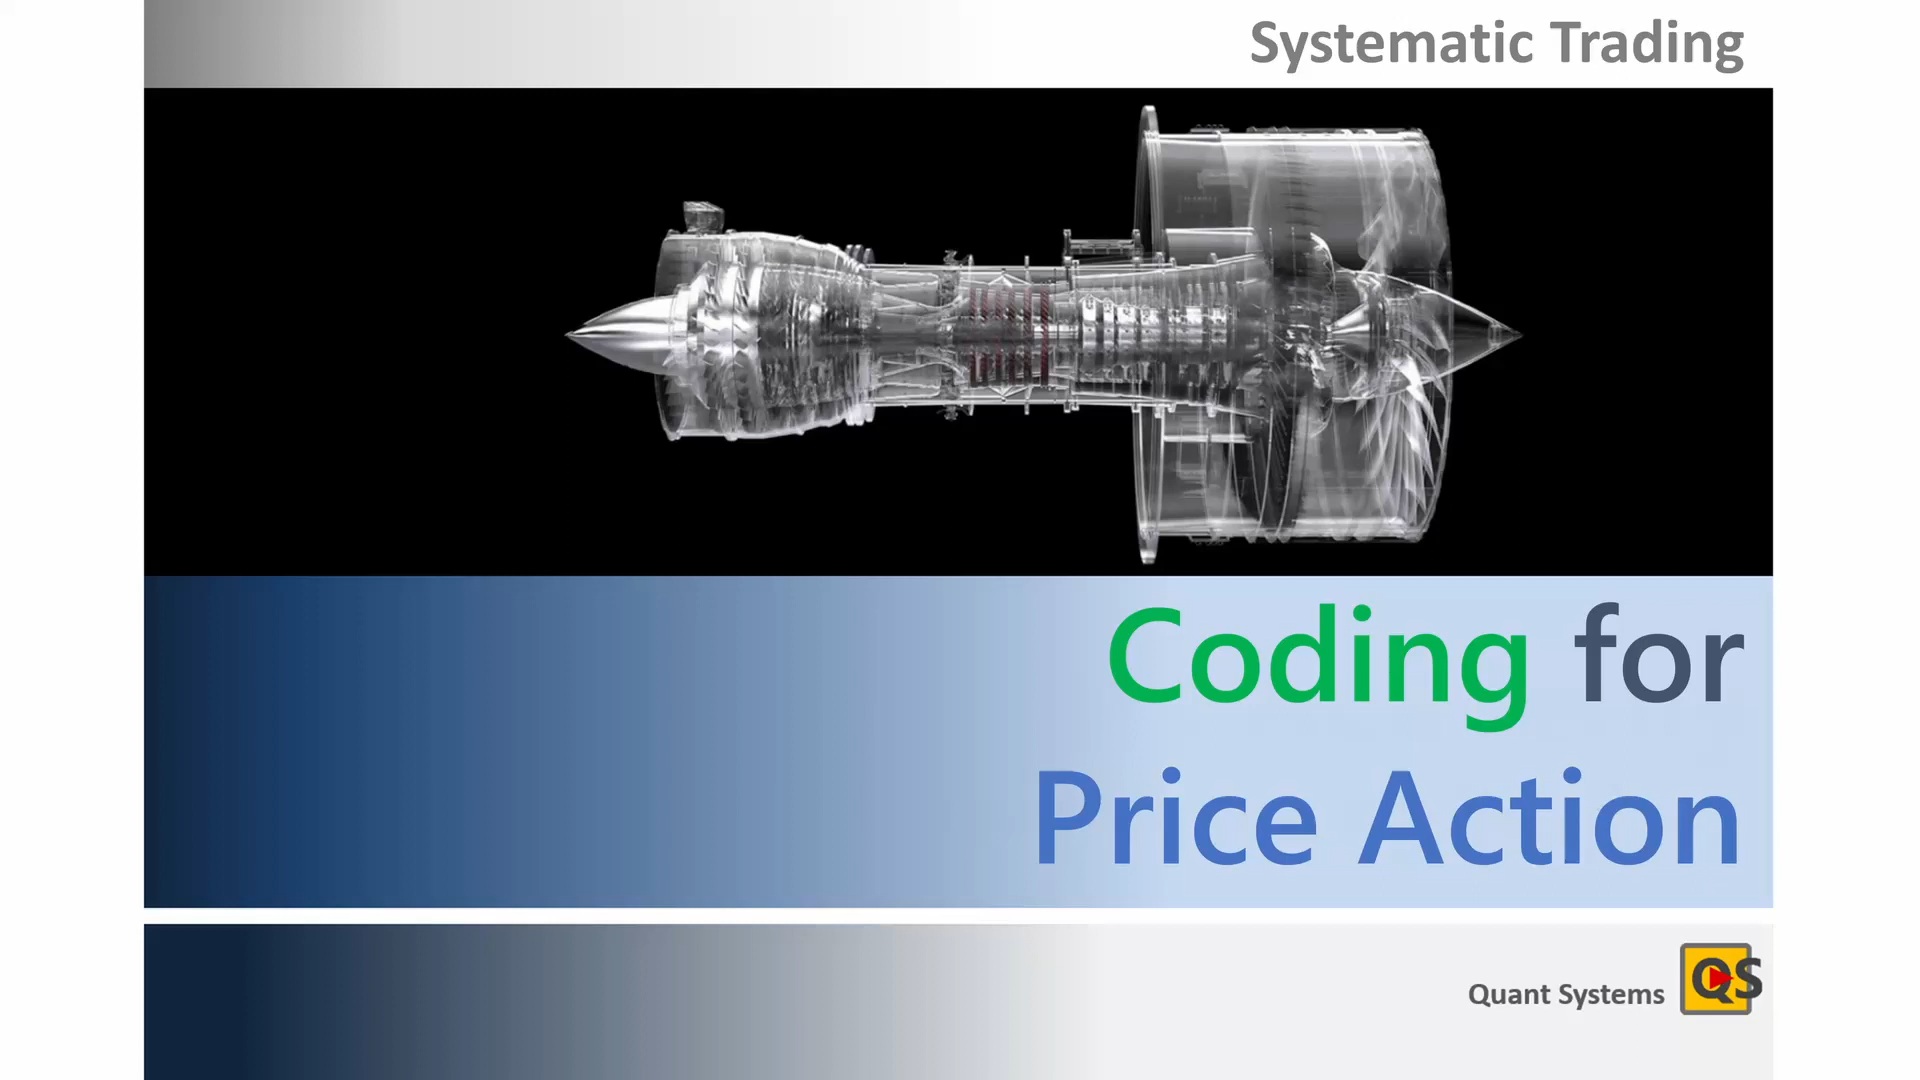 Systematic Trading
Coding for
Price Action
Quant Systems
QS